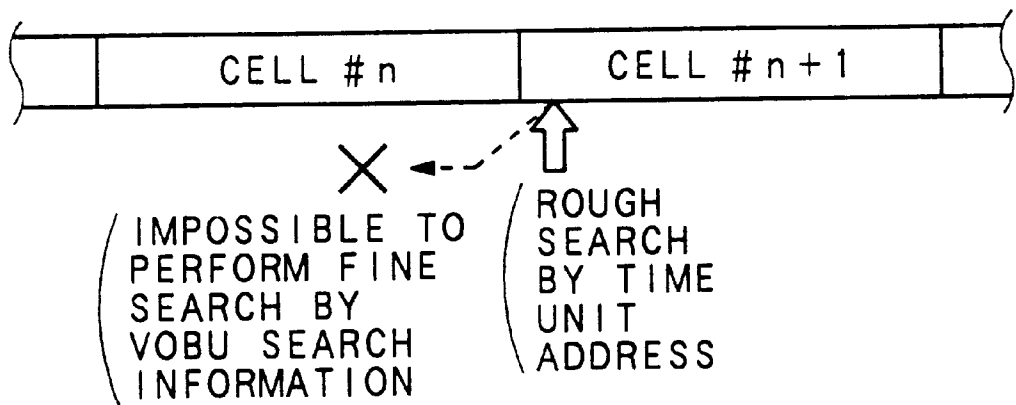 CELL #n
CELL #n+1
IMPOSSIBLE TO
PERFORM FINE
SEARCH BY
VOBU SEARCH
INFORMATION
ROUGH
SEARCH
BY TIME
UNIT
ADDRESS